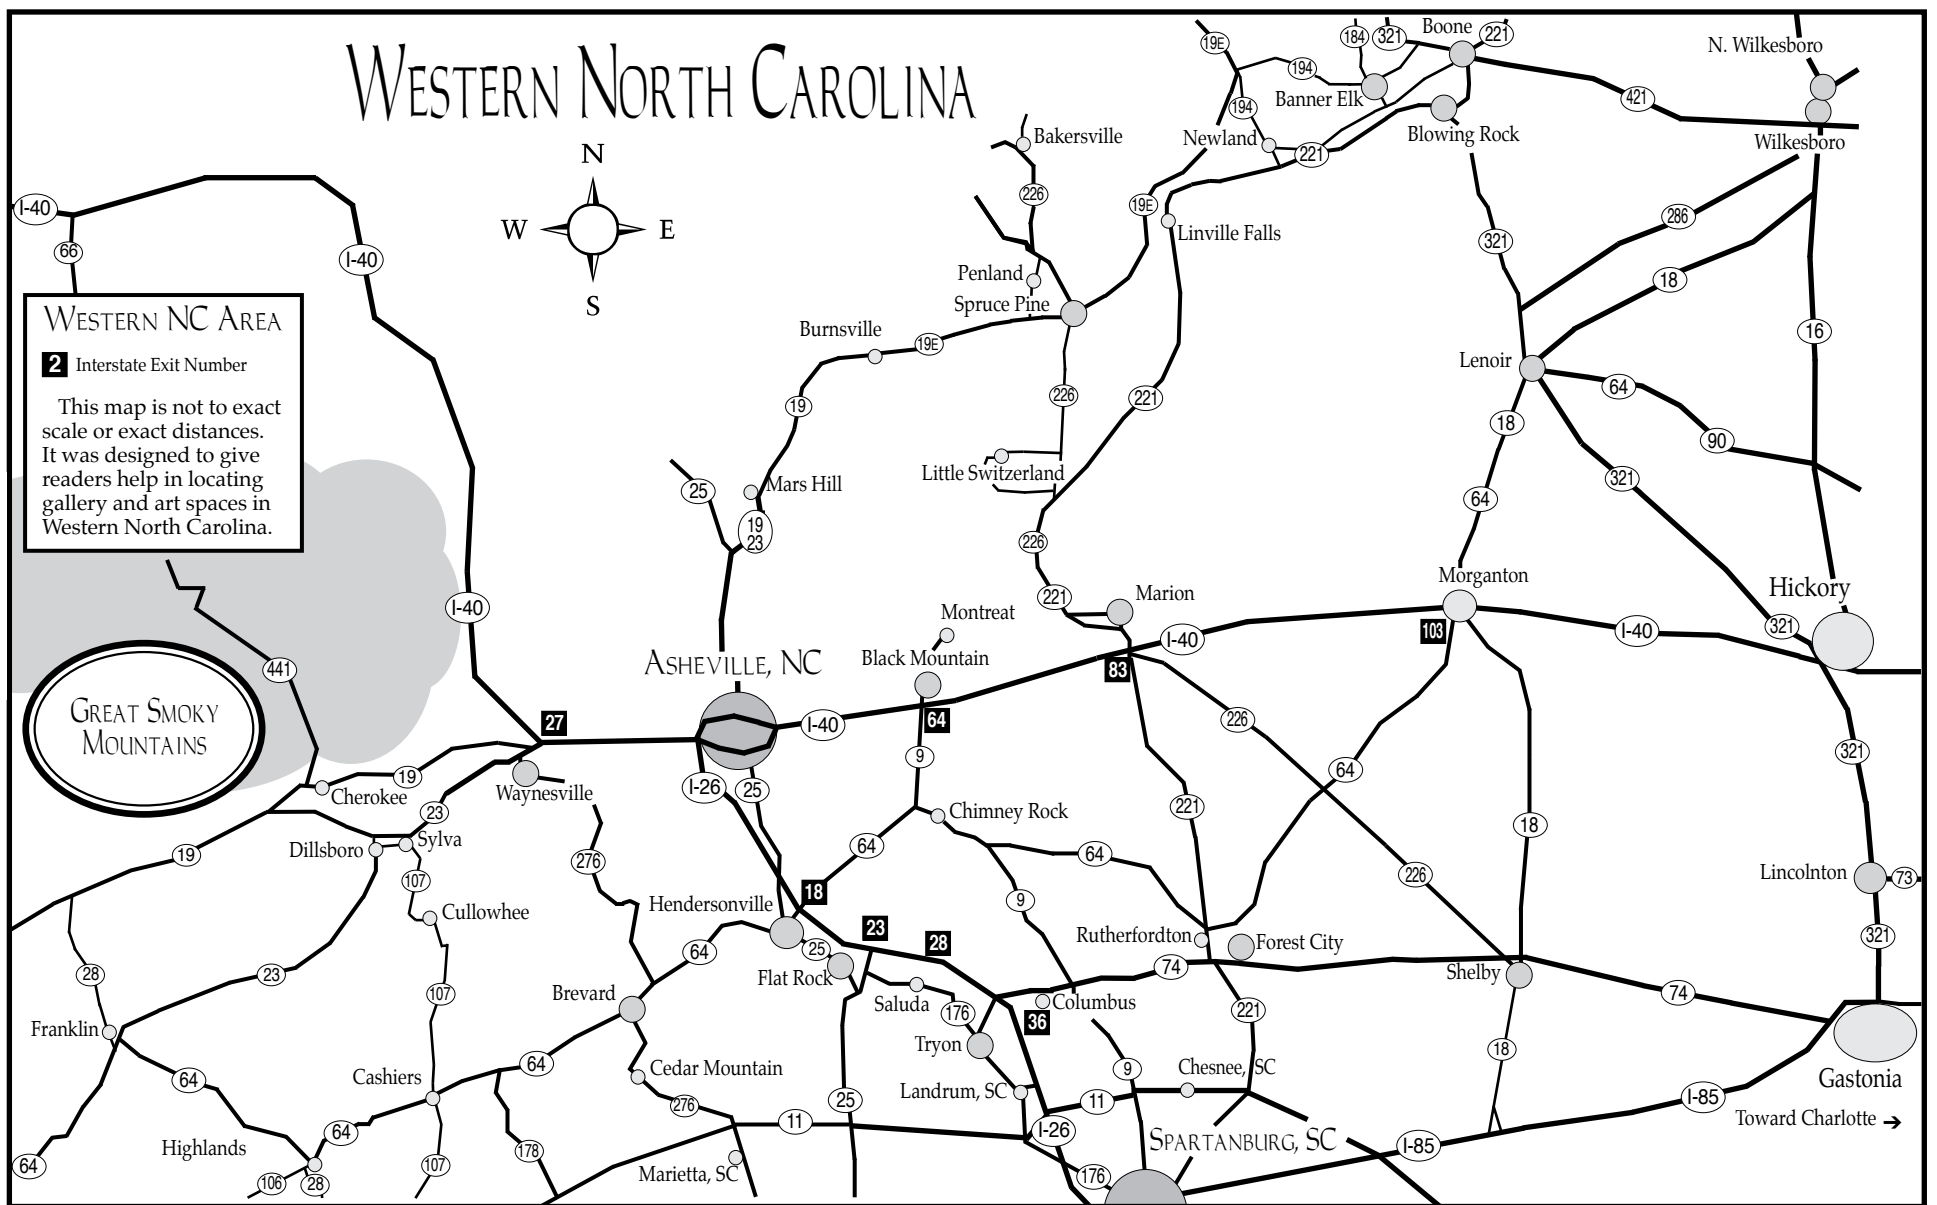 WESTERN NORTH CAROLINA
N
W
E
S
I-40
66
I-40
WESTERN NC AREA
2 Interstate Exit Number
This map is not to exact
scale or exact distances.
It was designed to give
readers help in locating
gallery and art spaces in
Western North Carolina.
19E
194
194
184
321
Boone
221
Banner Elk
Newland
221
Blowing Rock
421
N. Wilkesboro
Wilkesboro
Bakersville
226
19E
Linville Falls
Penland
Spruce Pine
Burnsville
19E
19
226
221
321
286
18
16
Lenoir
64
90
18
321
64
Little Switzerland
25
Mars Hill
19
23
226
221
Marion
Morganton
Hickory
321
I-40
I-40
103
83
I-40
441
GREAT SMOKY
MOUNTAINS
27
ASHEVILLE, NC
Montreat
Black Mountain
64
I-40
9
I-26
25
226
64
221
321
Cherokee
19
Waynesville
23
Sylva
Dillsboro
19
107
Cullowhee
276
Chimney Rock
64
64
18
9
226
18
Lincolnton
73
321
Hendersonville
25
23
28
Flat Rock
64
Rutherfordton
Forest City
74
Shelby
74
28
23
107
Brevard
Saluda
176
Columbus
36
Tryon
221
18
Franklin
64
Cashiers
64
Cedar Mountain
276
25
Landrum, SC
9
Chesnee, SC
11
Gastonia
I-85
Toward Charlotte ➔
Highlands
64
64
106
28
107
178
11
Marietta, SC
I-26
176
SPARTANBURG, SC
I-85